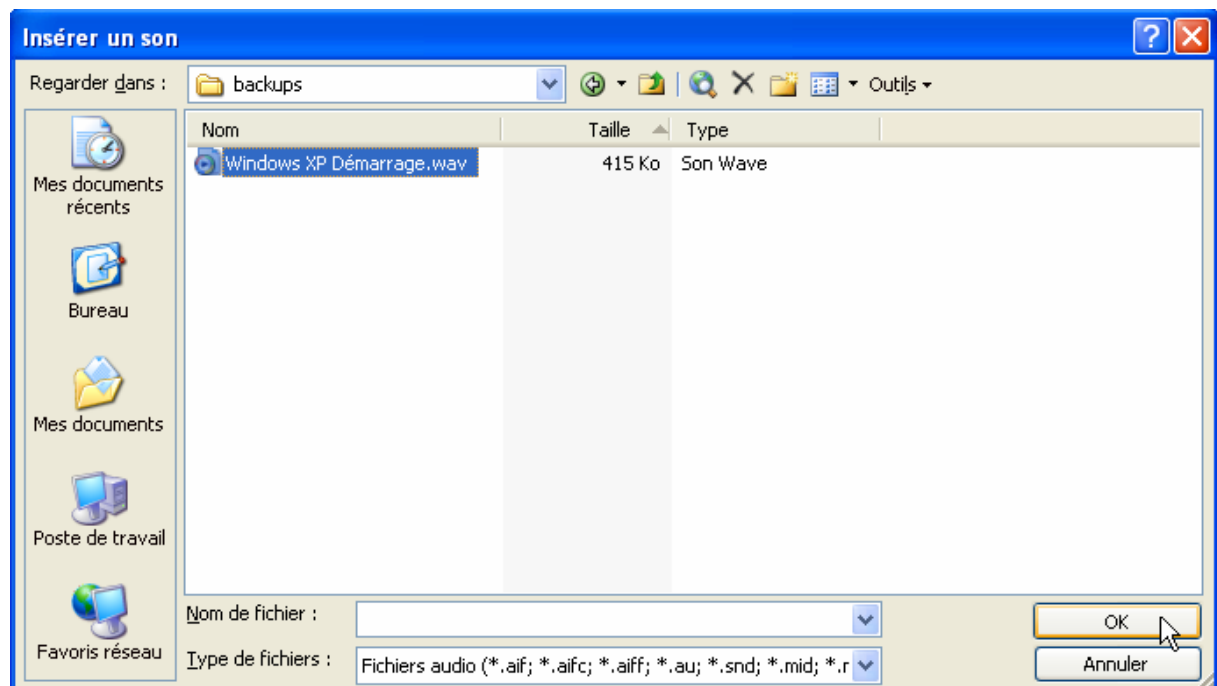 Insérer un son
Regarder dans :
backups
Outils
Nom
Taille
Type
Windows XP Démarrage.wav
415 Ko
Son Wave
Mes documents
récents
Bureau
Mes documents
Poste de travail
Favoris réseau
Nom de fichier :
OK
Type de fichiers :
Fichiers audio (*.aif; *.aifc; *.aiff; *.au; *.snd; *.mid; *.r
Annuler